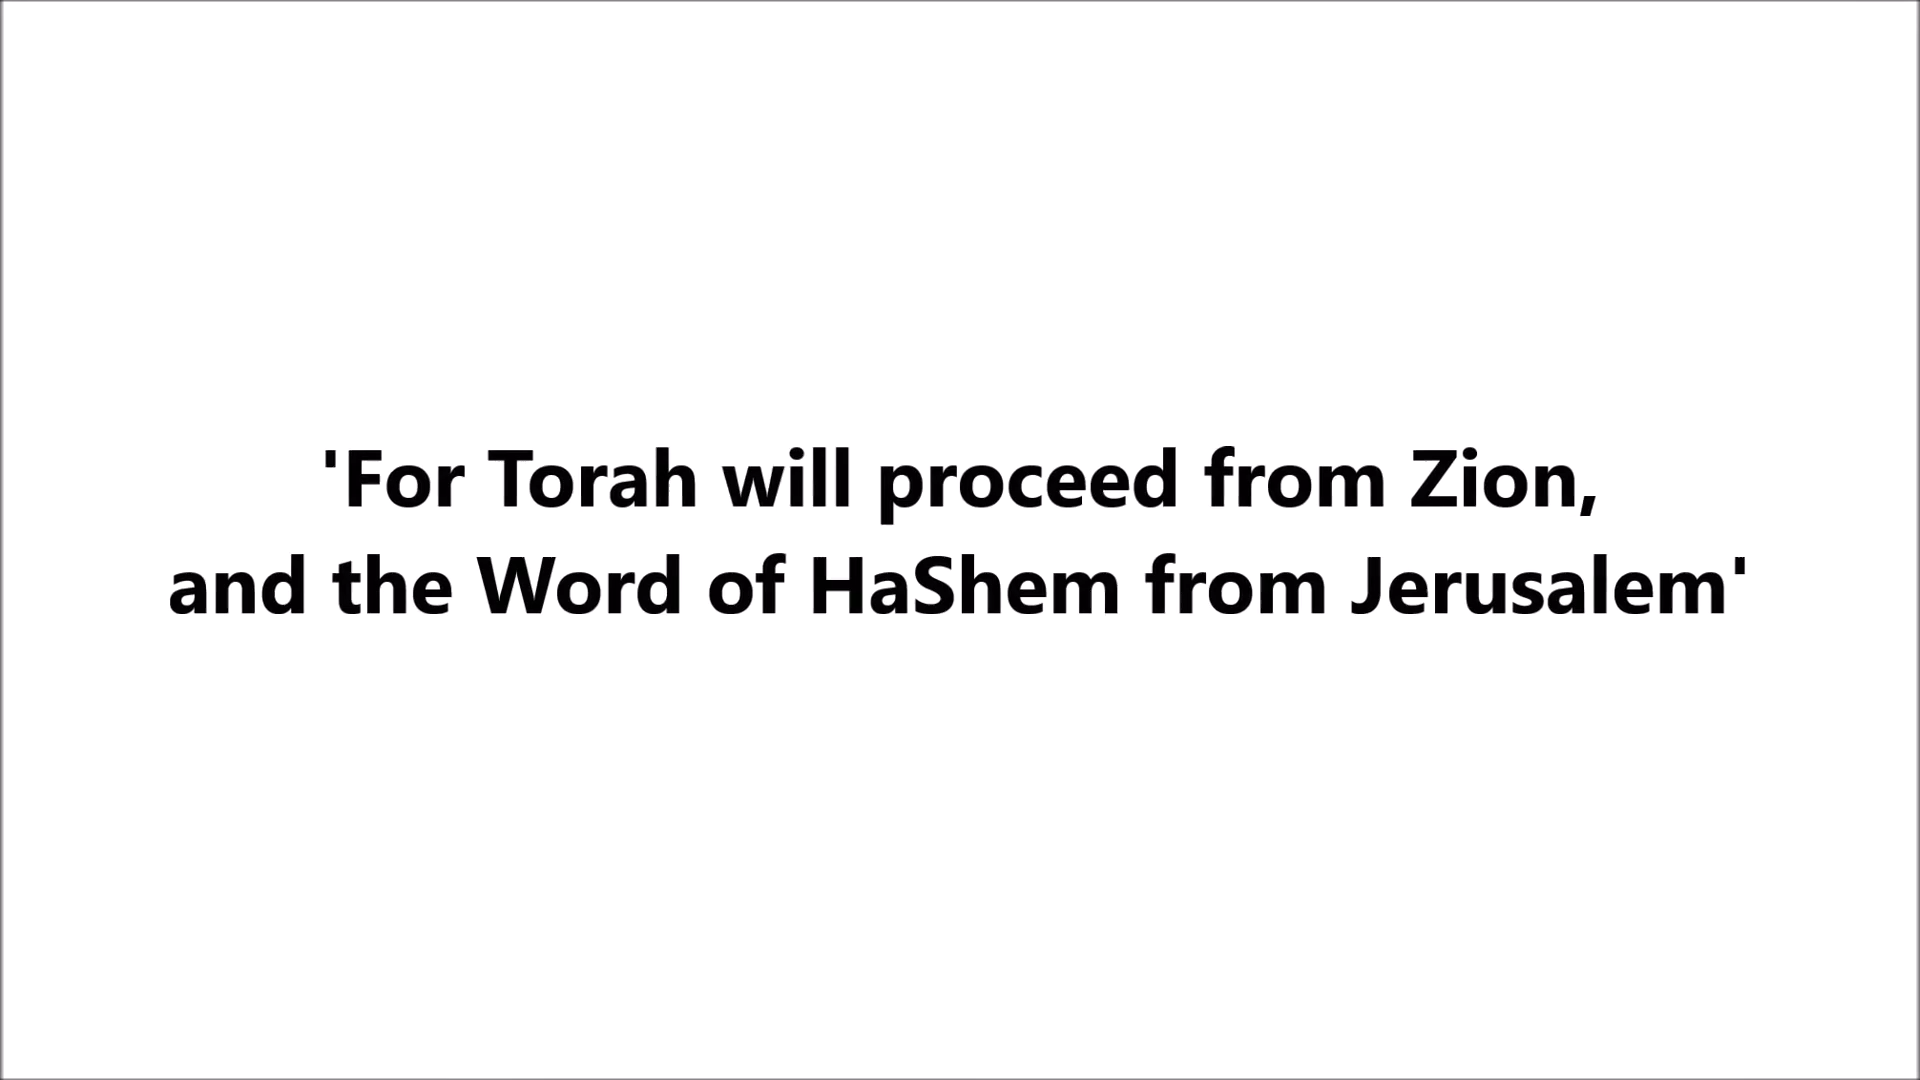 'For Torah will proceed from Zion,
and the Word of HaShem from Jerusalem'